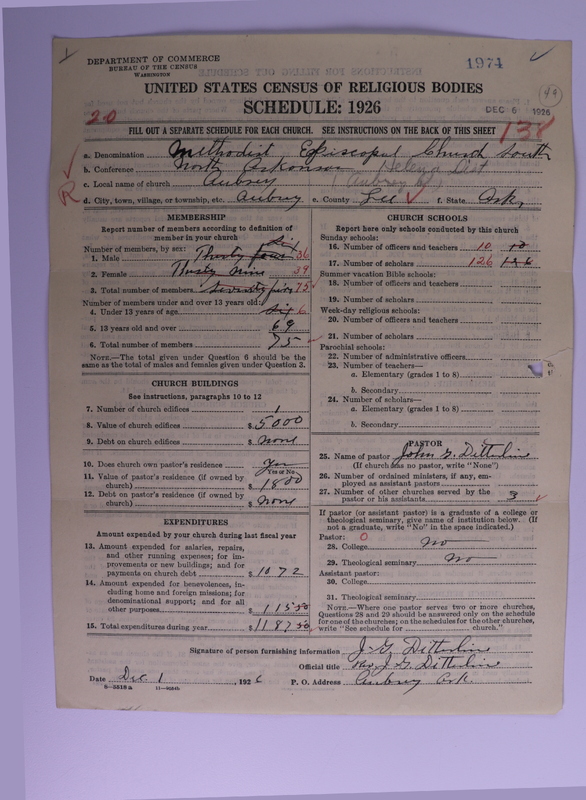 DEPARTMENT OF COMMERCE
BUREAU OF THE CENSUS
WASHINGTON
1974
49
UNITED STATES CENSUS OF RELIGIOUS BODIES
SCHEDULE: 1926
DEC 6 1926
20
138
FILL OUT A SEPARATE SCHEDULE FOR EACH CHURCH. SEE INSTRUCTIONS ON THE BACK OF THIS SHEET
a. Denomination Methodist Episcopal Church South
b. Conference North Arkansas Helena Dist
c. Local name of church Aubrey
d. City, town, village, or township, etc. Aubrey e. County Lee f. State Ark,
R
MEMBERSHIP
Report number of members according to definition of
member in your church
Number of members, by sex: Six
1. Male Thirty four 36
2. Female Thirty Nine 39
3. Total number of members Seventy five 75
Number of members under and over 13 years old:
4. Under 13 years of age Six 6
5. 13 years old and over 69
6. Total number of members 75
NOTE.—The total given under Question 6 should be the
same as the total of males and females given under Question 3.
CHURCH BUILDINGS
See instructions, paragraphs 10 to 12
7. Number of church edifices 1
8. Value of church edifices $ 5000
9. Debt on church edifices $ None
10. Does church own pastor's residence Yes
Yes or No
11. Value of pastor's residence (if owned by
church) $ 1800
12. Debt on pastor's residence (if owned by
church) $ None
EXPENDITURES
Amount expended by your church during last fiscal year
13. Amount expended for salaries, repairs,
and other running expenses; for im-
provements or new buildings; and for
payments on church debt $ 1072
14. Amount expended for benevolences, in-
cluding home and foreign missions; for
denominational support; and for all
other purposes $ 115 50
15. Total expenditures during year $ 1187 50
CHURCH SCHOOLS
Report here only schools conducted by this church
Sunday schools:
16. Number of officers and teachers 10
17. Number of scholars 126 126
Summer vacation Bible schools:
18. Number of officers and teachers
19. Number of scholars
Week-day religious schools:
20. Number of officers and teachers
21. Number of scholars
Parochial schools:
22. Number of administrative officers
23. Number of teachers—
a. Elementary (grades 1 to 8)
b. Secondary
24. Number of scholars—
a. Elementary (grades 1 to 8)
b. Secondary
PASTOR
25. Name of pastor John G. Ditterline
(If church has no pastor, write "None")
26. Number of ordained ministers, if any, em-
ployed as assistant pastors
27. Number of other churches served by the
pastor or his assistants 3
If pastor (or assistant pastor) is a graduate of a college or
theological seminary, give name of institution below. (If
not a graduate, write "No" in the space indicated.)
Pastor: 0
28. College No
29. Theological seminary No
Assistant pastor:
30. College
31. Theological seminary
NOTE.—Where one pastor serves two or more churches,
Questions 28 and 29 should be answered only on the schedule
for one of the churches; on the schedules for the other churches,
write "See schedule for church."
Signature of person furnishing information J. G. Ditterline
Official title Rev. J. G. Ditterline
Date Dec. 1, 1926 P. O. Address Aubrey Ark.